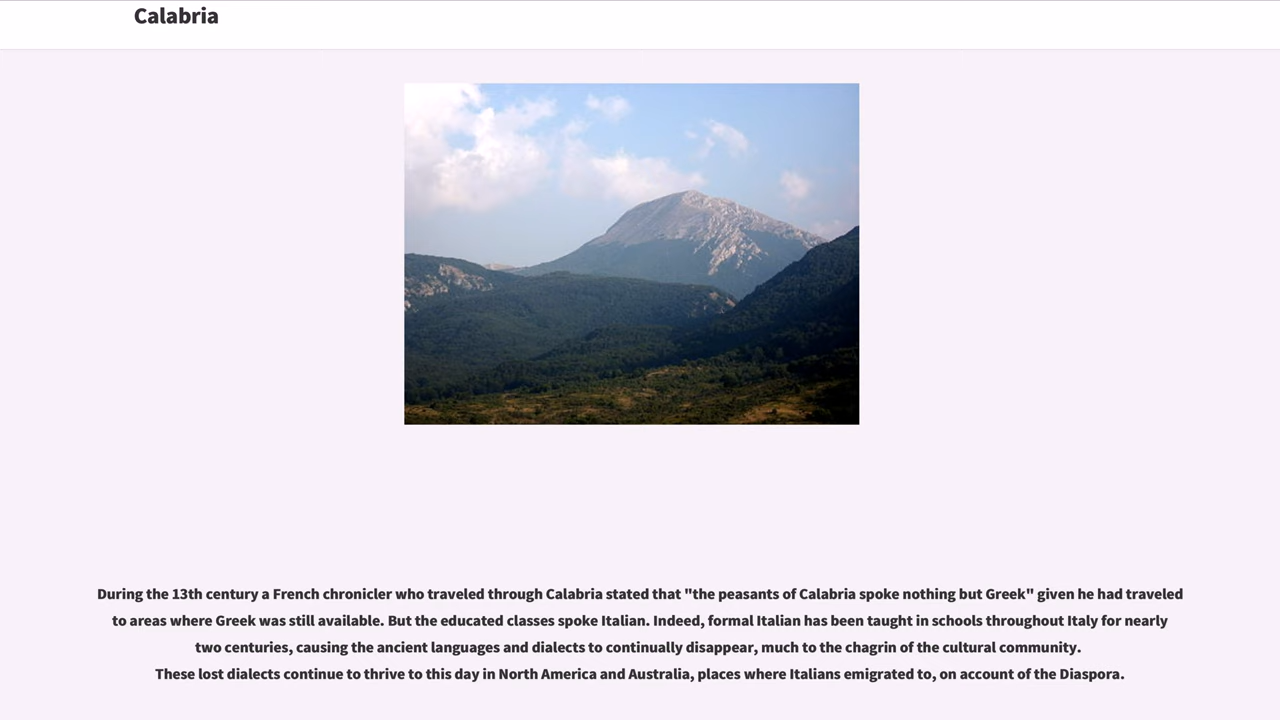 Calabria
During the 13th century a French chronicler who traveled through Calabria stated that "the peasants of Calabria spoke nothing but Greek" given he had traveled
to areas where Greek was still available. But the educated classes spoke Italian. Indeed, formal Italian has been taught in schools throughout Italy for nearly
two centuries, causing the ancient languages and dialects to continually disappear, much to the chagrin of the cultural community.
These lost dialects continue to thrive to this day in North America and Australia, places where Italians emigrated to, on account of the Diaspora.